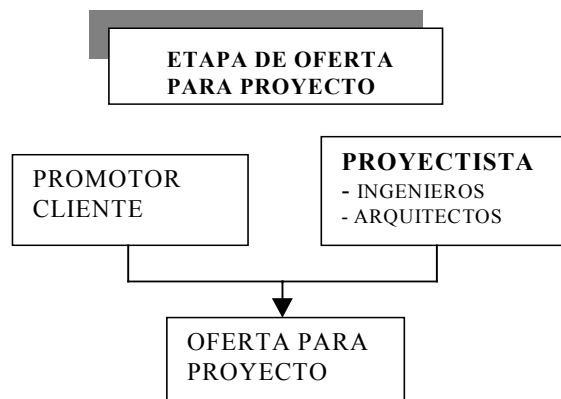 ETAPA DE OFERTA
PARA PROYECTO
PROMOTOR
CLIENTE
PROYECTISTA
- INGENIEROS
- ARQUITECTOS
OFERTA PARA
PROYECTO